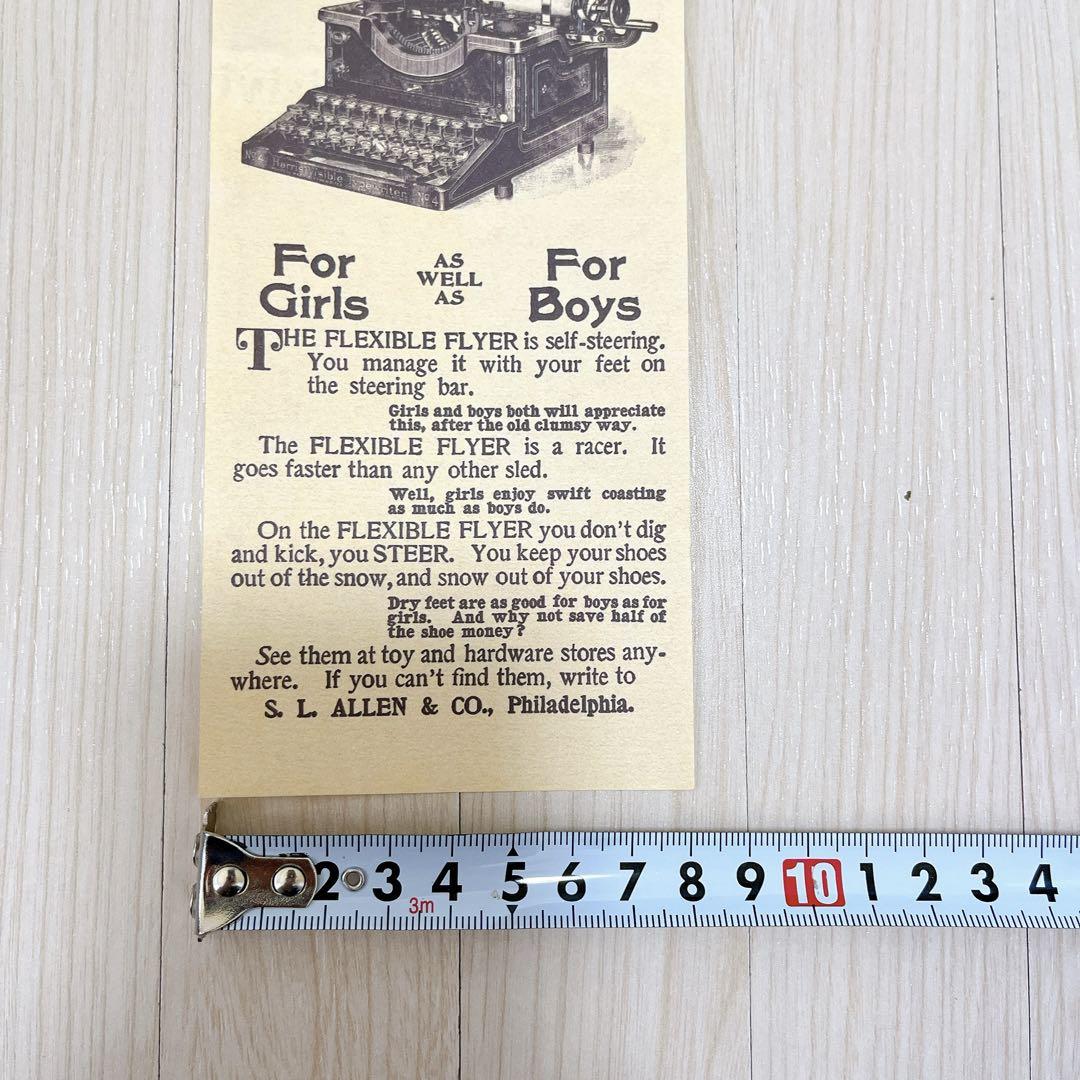 No 4 Harris Visible Typewriter No 4
For Girls
AS WELL AS
For Boys
THE FLEXIBLE FLYER is self-steering.
You manage it with your feet on
the steering bar.
Girls and boys both will appreciate
this, after the old clumsy way.
The FLEXIBLE FLYER is a racer. It
goes faster than any other sled.
Well, girls enjoy swift coasting
as much as boys do.
On the FLEXIBLE FLYER you don't dig
and kick, you STEER. You keep your shoes
out of the snow, and snow out of your shoes.
Dry feet are as good for boys as for
girls. And why not save half of
the shoe money?
See them at toy and hardware stores any-
where. If you can't find them, write to
S. L. ALLEN & CO., Philadelphia.
2 3 4 5 6 7 8 9 10 1 2 3 4
3m